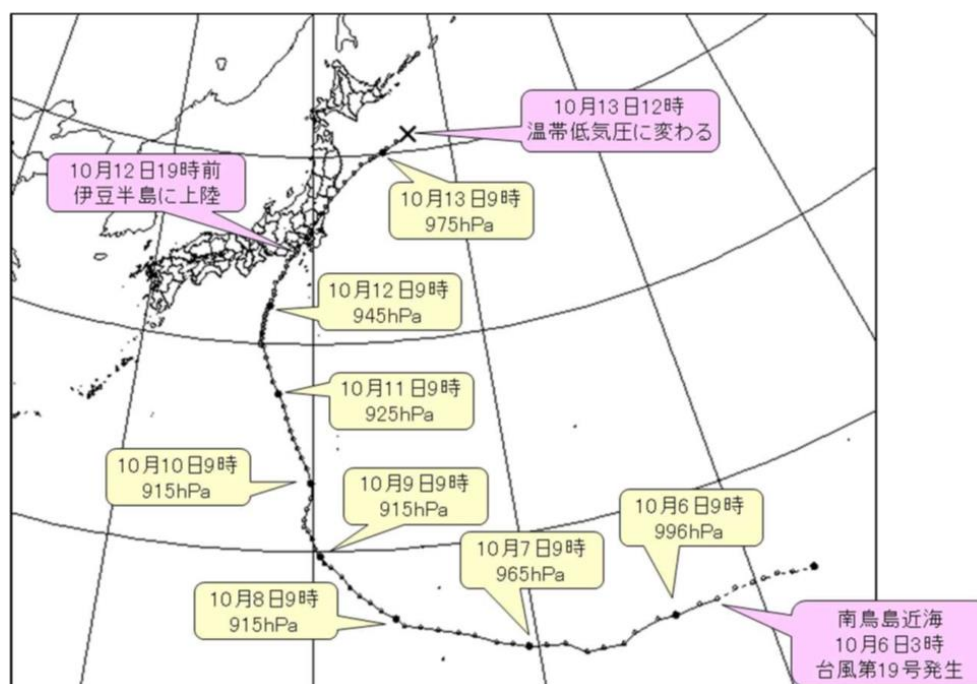 10月13日12時
温帯低気圧に変わる
10月12日19時前
伊豆半島に上陸
10月13日9時
975hPa
10月12日9時
945hPa
10月11日9時
925hPa
10月10日9時
915hPa
10月9日9時
915hPa
10月6日9時
996hPa
10月7日9時
965hPa
10月8日9時
915hPa
南鳥島近海
10月6日3時
台風第19号発生